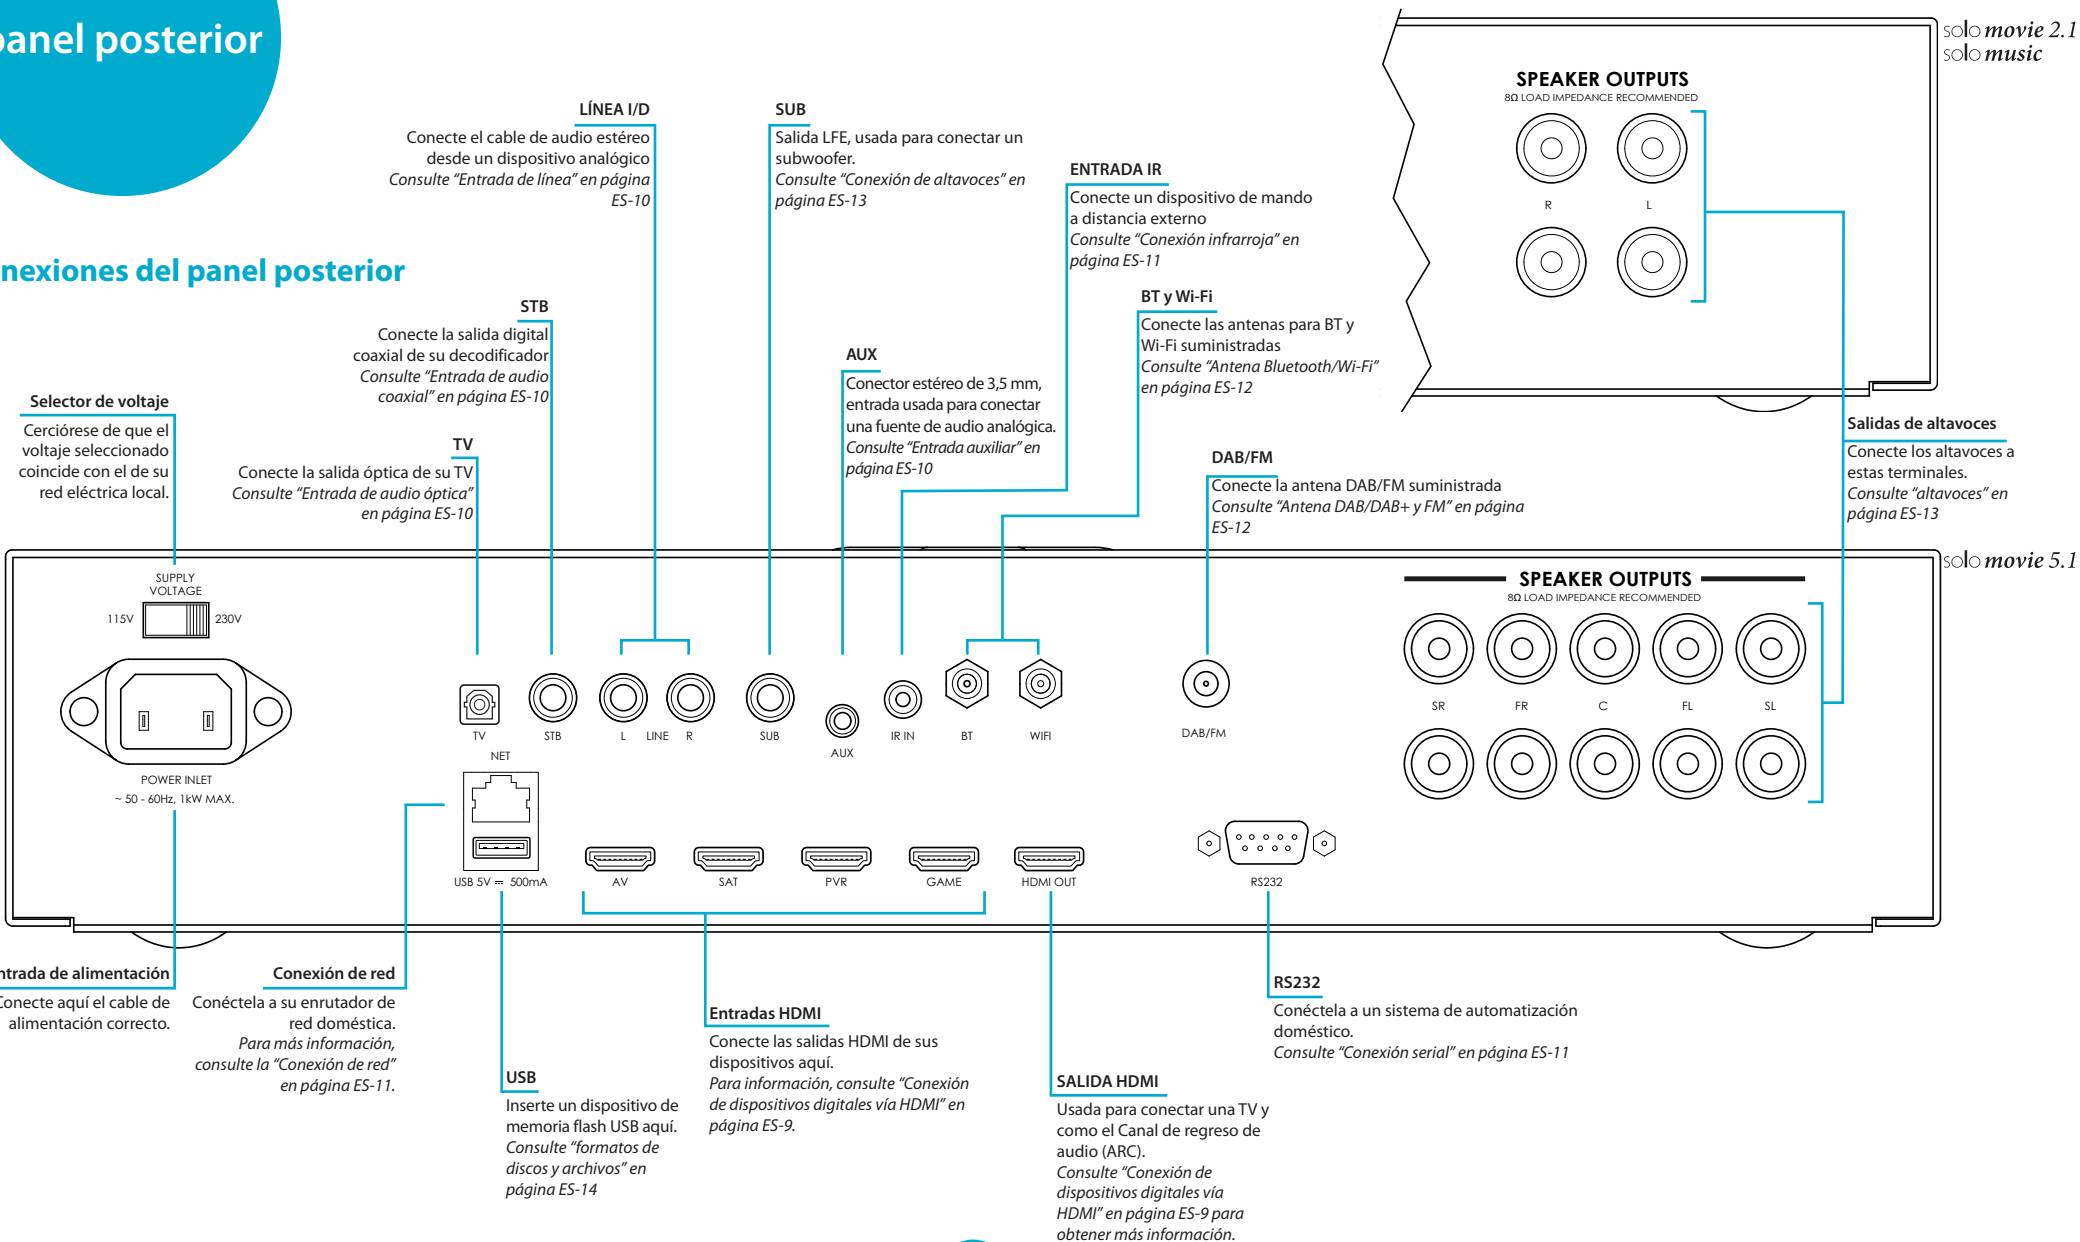 panel posterior
solo movie 2.1
solo music
SPEAKER OUTPUTS
8Ω LOAD IMPEDANCE RECOMMENDED
R
L
LÍNEA I/D
Conecte el cable de audio estéreo
desde un dispositivo analógico
Consulte “Entrada de línea” en página
ES-10
SUB
Salida LFE, usada para conectar un
subwoofer.
Consulte “Conexión de altavoces” en
página ES-13
ENTRADA IR
Conecte un dispositivo de mando
a distancia externo
Consulte “Conexión infrarroja” en
página ES-11
nexiones del panel posterior
STB
Conecte la salida digital
coaxial de su decodificador
Consulte “Entrada de audio
coaxial” en página ES-10
BT y Wi-Fi
Conecte las antenas para BT y
Wi-Fi suministradas
Consulte “Antena Bluetooth/Wi-Fi”
en página ES-12
AUX
Conector estéreo de 3,5 mm,
entrada usada para conectar
una fuente de audio analógica.
Consulte “Entrada auxiliar” en
página ES-10
Selector de voltaje
Cerciórese de que el
voltaje seleccionado
coincide con el de su
red eléctrica local.
TV
Conecte la salida óptica de su TV
Consulte “Entrada de audio óptica”
en página ES-10
DAB/FM
Conecte la antena DAB/FM suministrada
Consulte “Antena DAB/DAB+ y FM” en página
ES-12
Salidas de altavoces
Conecte los altavoces a
estas terminales.
Consulte “altavoces” en
página ES-13
solo movie 5.1
SUPPLY
VOLTAGE
115V
230V
POWER INLET
~ 50 - 60Hz, 1kW MAX.
TV
STB
L
LINE
R
SUB
AUX
IR IN
BT
WIFI
DAB/FM
SPEAKER OUTPUTS
8Ω LOAD IMPEDANCE RECOMMENDED
SR
FR
C
FL
SL
NET
USB 5V ⎓ 500mA
AV
SAT
PVR
GAME
HDMI OUT
RS232
ntrada de alimentación
Conecte aquí el cable de
alimentación correcto.
Conexión de red
Conéctela a su enrutador de
red doméstica.
Para más información,
consulte la “Conexión de red”
en página ES-11.
USB
Inserte un dispositivo de
memoria flash USB aquí.
Consulte “formatos de
discos y archivos” en
página ES-14
Entradas HDMI
Conecte las salidas HDMI de sus
dispositivos aquí.
Para información, consulte “Conexión
de dispositivos digitales vía HDMI” en
página ES-9.
SALIDA HDMI
Usada para conectar una TV y
como el Canal de regreso de
audio (ARC).
Consulte “Conexión de
dispositivos digitales vía
HDMI” en página ES-9 para
obtener más información.
RS232
Conéctela a un sistema de automatización
doméstico.
Consulte “Conexión serial” en página ES-11